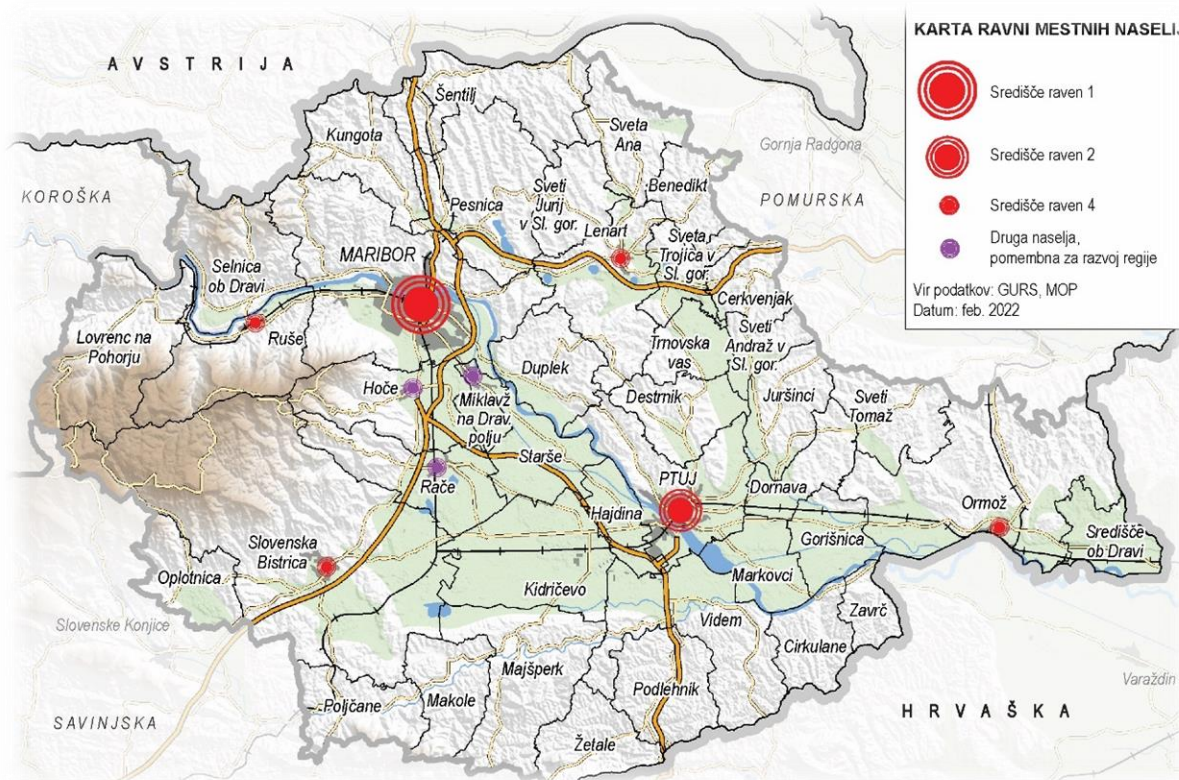 KARTA RAVNI MESTNIH NASELIJ
Središče raven 1
Središče raven 2
Središče raven 4
Druga naselja,
pomembna za razvoj regije
Vir podatkov: GURS, MOP
Datum: feb. 2022
AVSTRIJA
Šentilj
Kungota
Sveta
Ana
Gornja Radgona
KOROŠKA
Sveti
Jurij
v Sl. gor.
Benedikt
POMURSKA
Pesnica
Lenart
Sveta
Trojica v
Sl. gor.
MARIBOR
Selnica
ob Dravi
Cerkvenjak
Lovrenc na
Pohorju
Ruše
Sveti
Andraž v
Sl. gor.
Trnovska
vas
Duplek
Hoče
Miklavž
na Drav.
polju
Destrnik
Juršinci
Sveti
Tomaž
Starše
Rače
PTUJ
Dornava
Ormož
Hajdina
Gorišnica
Središče
ob Dravi
Slovenska
Bistrica
Oplotnica
Markovci
Kidričevo
Zavrč
Videm
Cirkulane
Slovenske Konjice
Majšperk
Podlehnik
Makole
Poljčane
Varaždin
SAVINJSKA
HRVAŠKA
Žetale